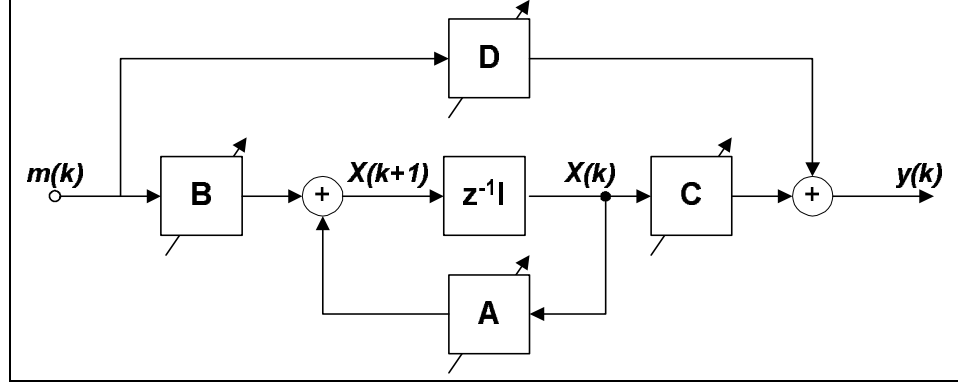 D
m(k)
B
+
X(k+1)
z⁻¹I
X(k)
C
+
y(k)
A